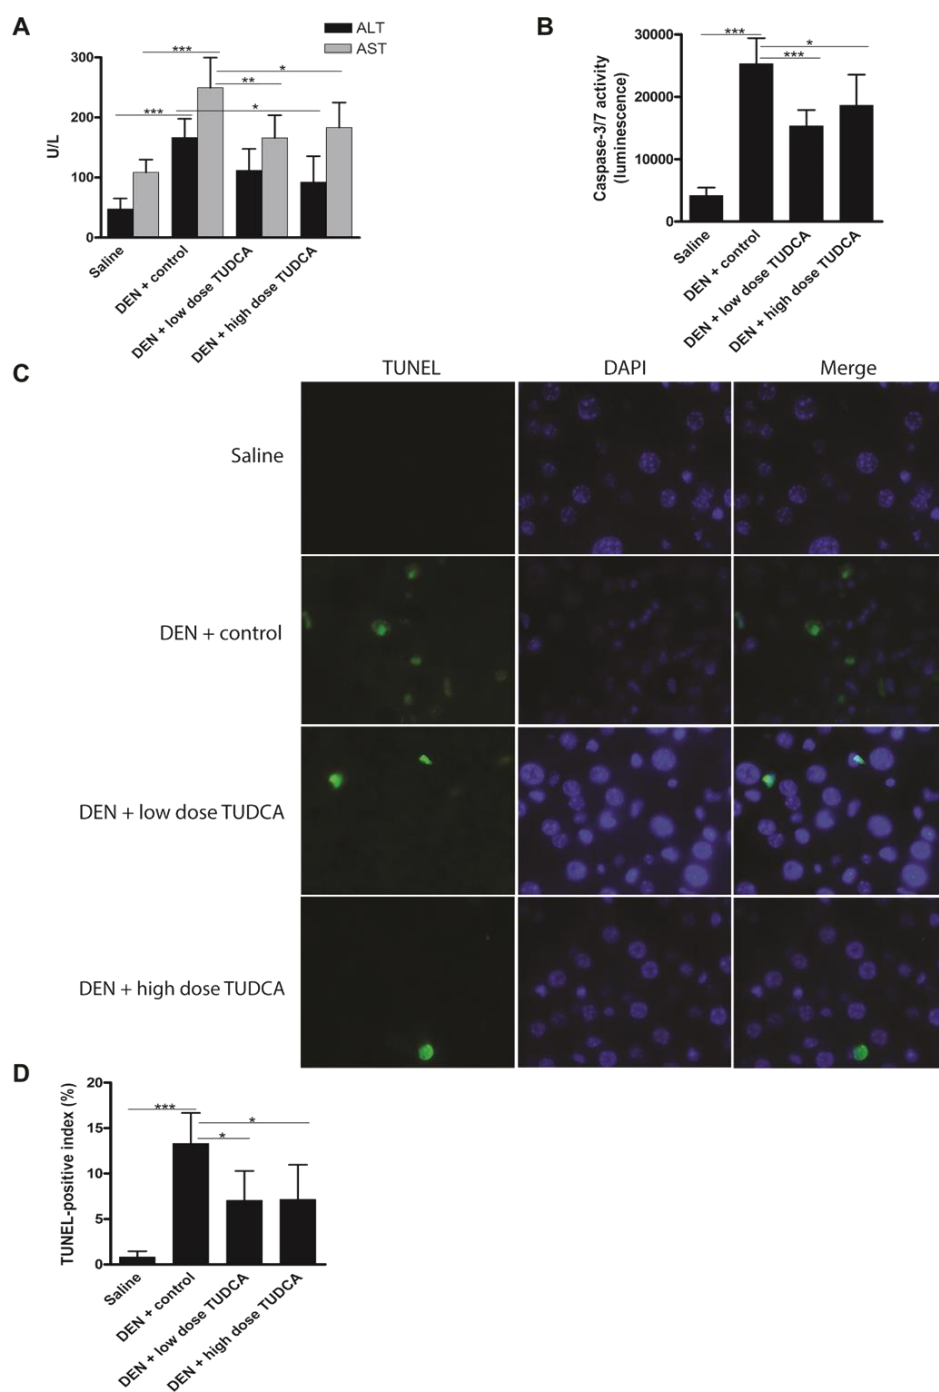 A
ALT
AST
***
300
*
**
200
***
*
U/L
100
0
Saline
DEN + control
DEN + low dose TUDCA
DEN + high dose TUDCA
B
30000
***
*
***
20000
Caspase-3/7 activity
(luminescence)
10000
0
Saline
DEN + control
DEN + low dose TUDCA
DEN + high dose TUDCA
C
TUNEL DAPI Merge
Saline
DEN + control
DEN + low dose TUDCA
DEN + high dose TUDCA
D
20
***
*
*
15
TUNEL-positive index (%)
10
5
0
Saline
DEN + control
DEN + low dose TUDCA
DEN + high dose TUDCA